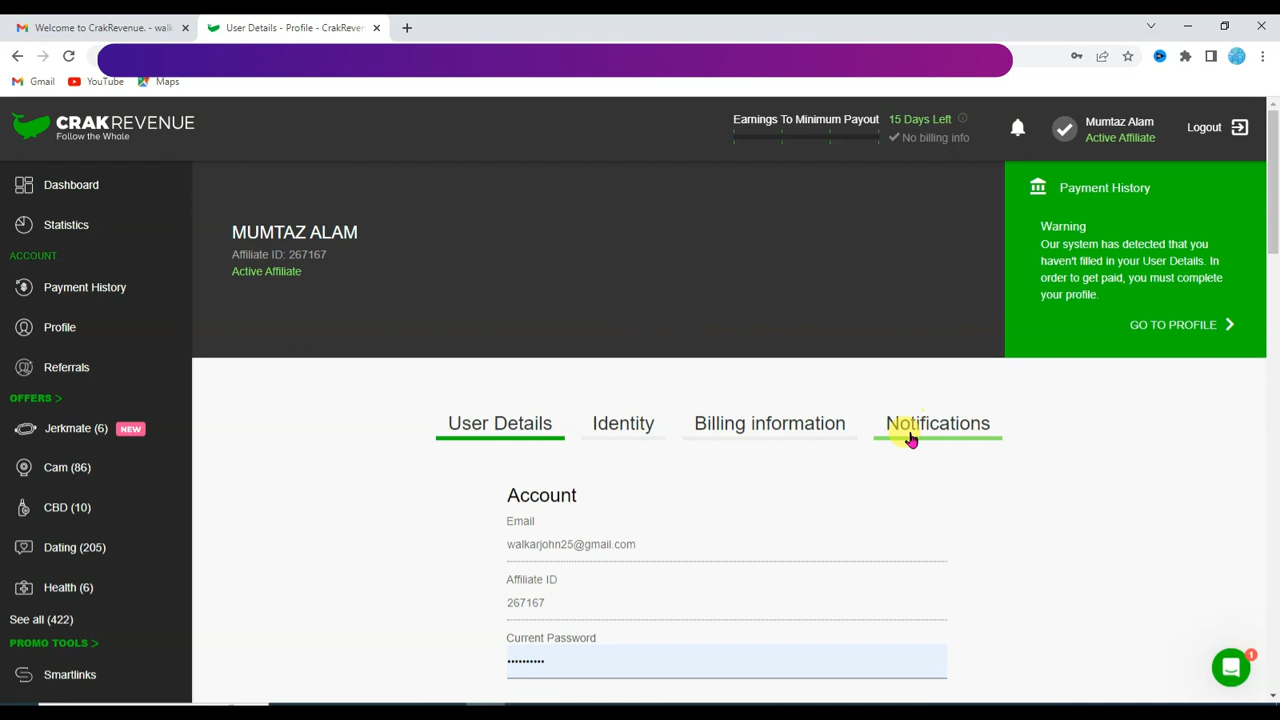 Welcome to CrakRevenue. - walk
User Details - Profile - CrakReven
Gmail
YouTube
Maps
CRAKREVENUE
Follow the Whale
Earnings To Minimum Payout
15 Days Left
No billing info
Mumtaz Alam
Active Affiliate
Logout
Dashboard
Statistics
ACCOUNT
Payment History
Profile
Referrals
OFFERS >
Jerkmate (6) NEW
Cam (86)
CBD (10)
Dating (205)
Health (6)
See all (422)
PROMO TOOLS >
Smartlinks
MUMTAZ ALAM
Affiliate ID: 267167
Active Affiliate
Payment History
Warning
Our system has detected that you
haven't filled in your User Details. In
order to get paid, you must complete
your profile.
GO TO PROFILE
User Details
Identity
Billing information
Notifications
Account
Email
walkarjohn25@gmail.com
Affiliate ID
267167
Current Password
••••••••••
1